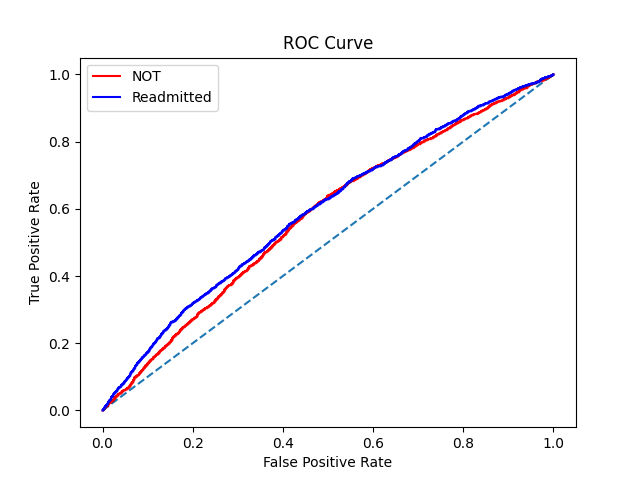 ROC Curve
NOT
Readmitted
True Positive Rate
1.0
0.8
0.6
0.4
0.2
0.0
0.0 0.2 0.4 0.6 0.8 1.0
False Positive Rate